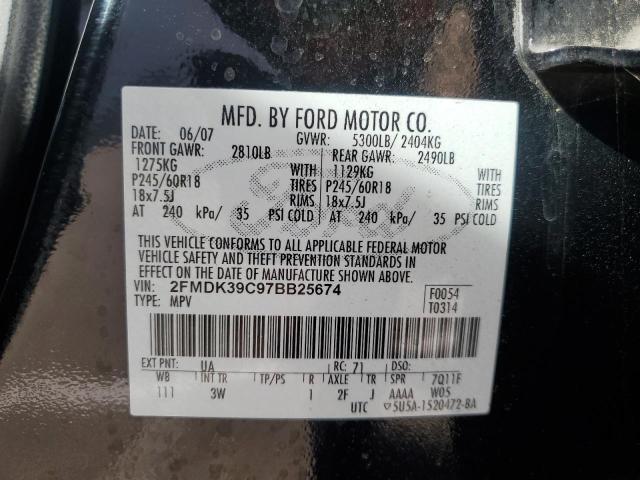 MFD. BY FORD MOTOR CO.
DATE: 06/07 GVWR: 5300LB/ 2404KG
FRONT GAWR: 2810LB REAR GAWR: 2490LB
1275KG 1129KG
P245/60R18 TIRES P245/60R18 TIRES
18x7.5J RIMS 18x7.5J RIMS
AT 240 kPa/ 35 PSI COLD AT 240 kPa/ 35 PSI COLD
Ford
THIS VEHICLE CONFORMS TO ALL APPLICABLE FEDERAL MOTOR
VEHICLE SAFETY AND THEFT PREVENTION STANDARDS IN
EFFECT ON THE DATE OF MANUFACTURE SHOWN ABOVE.
VIN: 2FMDK39C97BB25674 F0054
TYPE: MPV T0314
EXT PNT: UA RC: 71 DSO:
WB INT TR TP/PS R AXLE TR SPR 7Q11F
111 3W 1 2F J AAAA W05
UTC ▽5U5A-1520472-BA